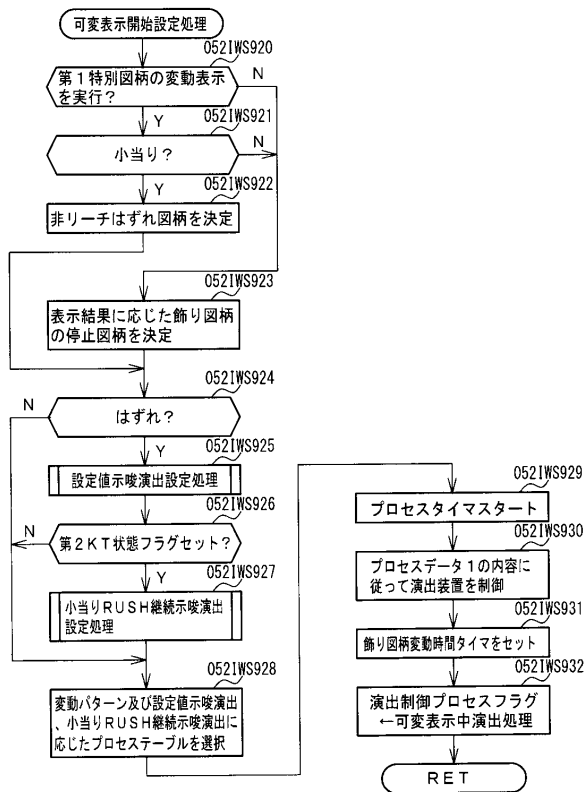 可変表示開始設定処理
052IWS920
第1特別図柄の変動表示
を実行?
N
Y
052IWS921
小当り?
N
Y
052IWS922
非リーチはずれ図柄を決定
052IWS923
表示結果に応じた飾り図柄
の停止図柄を決定
052IWS924
はずれ?
N
Y
052IWS925
設定値示唆演出設定処理
052IWS926
第2KT状態フラグセット?
N
Y
052IWS927
小当りRUSH継続示唆演出
設定処理
052IWS928
変動パターン及び設定値示唆演出
、小当りRUSH継続示唆演出に
応じたプロセステーブルを選択
052IWS929
プロセスタイマスタート
052IWS930
プロセスデータ1の内容に
従って演出装置を制御
052IWS931
飾り図柄変動時間タイマをセット
052IWS932
演出制御プロセスフラグ
←可変表示中演出処理
RET